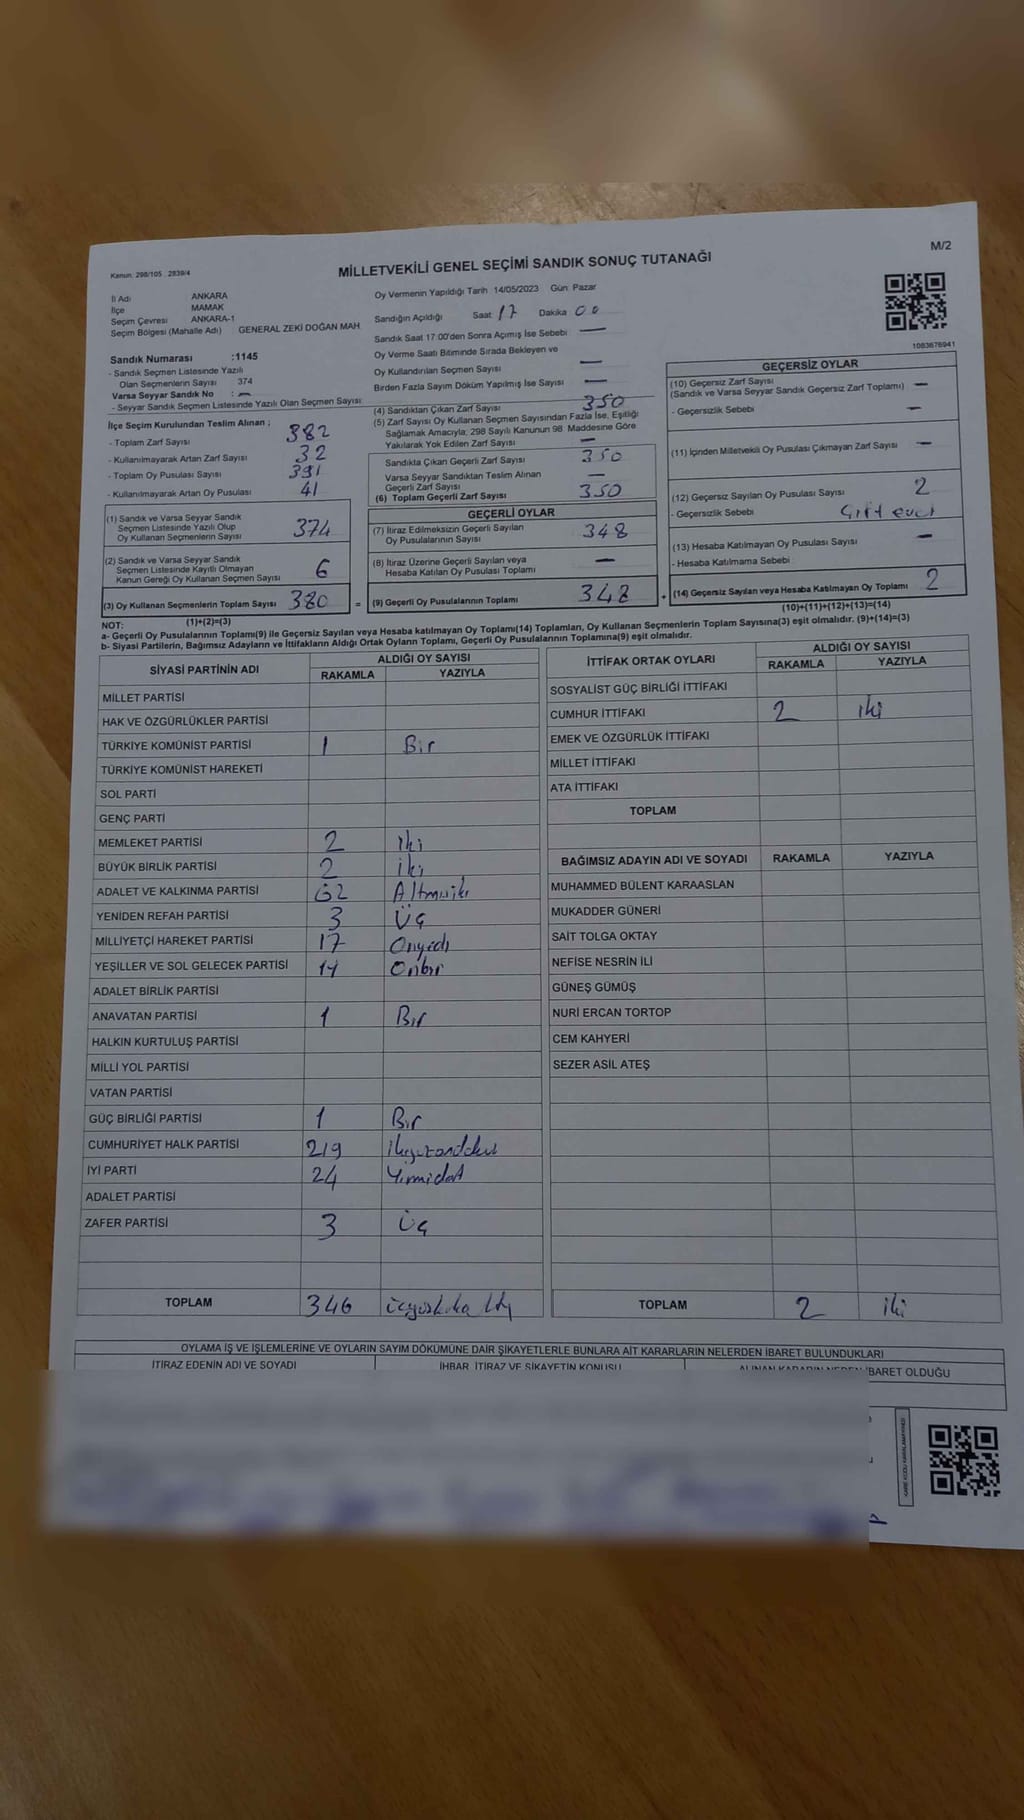 M/2
Kanun, 298/105 , 2839/4
MİLLETVEKİLİ GENEL SEÇİMİ SANDIK SONUÇ TUTANAĞI
İl Adı ANKARA
İlçe MAMAK
Seçim Çevresi ANKARA-1
Seçim Bölgesi (Mahalle Adı) GENERAL ZEKİ DOĞAN MAH.
Sandık Numarası :1145
- Sandık Seçmen Listesinde Yazılı
Olan Seçmenlerin Sayısı 374
Varsa Seyyar Sandık No : —
- Seyyar Sandık Seçmen Listesinde Yazılı Olan Seçmen Sayısı:
İlçe Seçim Kurulundan Teslim Alınan ;
- Toplam Zarf Sayısı 382
- Kullanılmayarak Artan Zarf Sayısı 32
- Toplam Oy Pusulası Sayısı 391
- Kullanılmayarak Artan Oy Pusulası 41
(1) Sandık ve Varsa Seyyar Sandık
Seçmen Listesinde Yazılı Olup
Oy Kullanan Seçmenlerin Sayısı 374
(2) Sandık ve Varsa Seyyar Sandık
Seçmen Listesinde Kayıtlı Olmayan
Kanun Gereği Oy Kullanan Seçmen Sayısı 6
(3) Oy Kullanan Seçmenlerin Toplam Sayısı 380 =
(1)+(2)=(3)
Oy Vermenin Yapıldığı Tarih 14/05/2023 Gün: Pazar
Sandığın Açıldığı Saat 17 Dakika 00
Sandık Saat 17:00'den Sonra Açımış İse Sebebi —
Oy Verme Saati Bitiminde Sırada Bekleyen ve
Oy Kullandırılan Seçmen Sayısı —
Birden Fazla Sayım Döküm Yapılmış İse Sayısı —
(4) Sandıktan Çıkan Zarf Sayısı 350
(5) Zarf Sayısı Oy Kullanan Seçmen Sayısından Fazla İse, Eşitliği
Sağlamak Amacıyla; 298 Sayılı Kanunun 98. Maddesine Göre
Yakılarak Yok Edilen Zarf Sayısı —
Sandıkta Çıkan Geçerli Zarf Sayısı 350
Varsa Seyyar Sandıktan Teslim Alınan
Geçerli Zarf Sayısı —
(6) Toplam Geçerli Zarf Sayısı 350
GEÇERLİ OYLAR
(7) İtiraz Edilmeksizin Geçerli Sayılan
Oy Pusulalarının Sayısı 348
(8) İtiraz Üzerine Geçerli Sayılan veya
Hesaba Katılan Oy Pusulası Toplamı —
(9) Geçerli Oy Pusulalarının Toplamı 348 +
1083676941
GEÇERSİZ OYLAR
(10) Geçersiz Zarf Sayısı
(Sandık ve Varsa Seyyar Sandık Geçersiz Zarf Toplamı) —
- Geçersizlik Sebebi —
(11) İçinden Milletvekili Oy Pusulası Çıkmayan Zarf Sayısı —
(12) Geçersiz Sayılan Oy Pusulası Sayısı 2
- Geçersizlik Sebebi Çift evet
(13) Hesaba Katılmayan Oy Pusulası Sayısı —
- Hesaba Katılmama Sebebi
(14) Geçersiz Sayılan veya Hesaba Katılmayan Oy Toplamı 2
(10)+(11)+(12)+(13)=(14)
NOT:
a- Geçerli Oy Pusulalarının Toplamı(9) ile Geçersiz Sayılan veya Hesaba katılmayan Oy Toplamı(14) Toplamları, Oy Kullanan Seçmenlerin Toplam Sayısına(3) eşit olmalıdır. (9)+(14)=(3)
b- Siyasi Partilerin, Bağımsız Adayların ve İttifakların Aldığı Ortak Oyların Toplamı, Geçerli Oy Pusulalarının Toplamına(9) eşit olmalıdır.
SİYASİ PARTİNİN ADI ALDIĞI OY SAYISI
RAKAMLA YAZIYLA
MİLLET PARTİSİ
HAK VE ÖZGÜRLÜKLER PARTİSİ
TÜRKİYE KOMÜNİST PARTİSİ 1 Bir
TÜRKİYE KOMÜNİST HAREKETİ
SOL PARTİ
GENÇ PARTİ
MEMLEKET PARTİSİ 2 iki
BÜYÜK BİRLİK PARTİSİ 2 iki
ADALET VE KALKINMA PARTİSİ 62 Altmışiki
YENİDEN REFAH PARTİSİ 3 Üç
MİLLİYETÇİ HAREKET PARTİSİ 17 Onyedi
YEŞİLLER VE SOL GELECEK PARTİSİ 11 Onbir
ADALET BİRLİK PARTİSİ
ANAVATAN PARTİSİ 1 Bir
HALKIN KURTULUŞ PARTİSİ
MİLLİ YOL PARTİSİ
VATAN PARTİSİ
GÜÇ BİRLİĞİ PARTİSİ 1 Bir
CUMHURİYET HALK PARTİSİ 219 ikiyüzondokuz
İYİ PARTİ 24 Yirmidört
ADALET PARTİSİ
ZAFER PARTİSİ 3 Üç
TOPLAM 346 üçyüzkırkaltı
İTTİFAK ORTAK OYLARI ALDIĞI OY SAYISI
RAKAMLA YAZIYLA
SOSYALİST GÜÇ BİRLİĞİ İTTİFAKI
CUMHUR İTTİFAKI 2 iki
EMEK VE ÖZGÜRLÜK İTTİFAKI
MİLLET İTTİFAKI
ATA İTTİFAKI
TOPLAM
BAĞIMSIZ ADAYIN ADI VE SOYADI RAKAMLA YAZIYLA
MUHAMMED BÜLENT KARAASLAN
MUKADDER GÜNERİ
SAİT TOLGA OKTAY
NEFİSE NESRİN İLİ
GÜNEŞ GÜMÜŞ
NURİ ERCAN TORTOP
CEM KAHYERİ
SEZER ASİL ATEŞ
TOPLAM 2 iki
OYLAMA İŞ VE İŞLEMLERİNE VE OYLARIN SAYIM DÖKÜMÜNE DAİR ŞİKAYETLERLE BUNLARA AİT KARARLARIN NELERDEN İBARET BULUNDUKLARI
İTİRAZ EDENİN ADI VE SOYADI İHBAR, İTİRAZ VE ŞİKAYETİN KONUSU ALINAN KARARIN NEDEN İBARET OLDUĞU